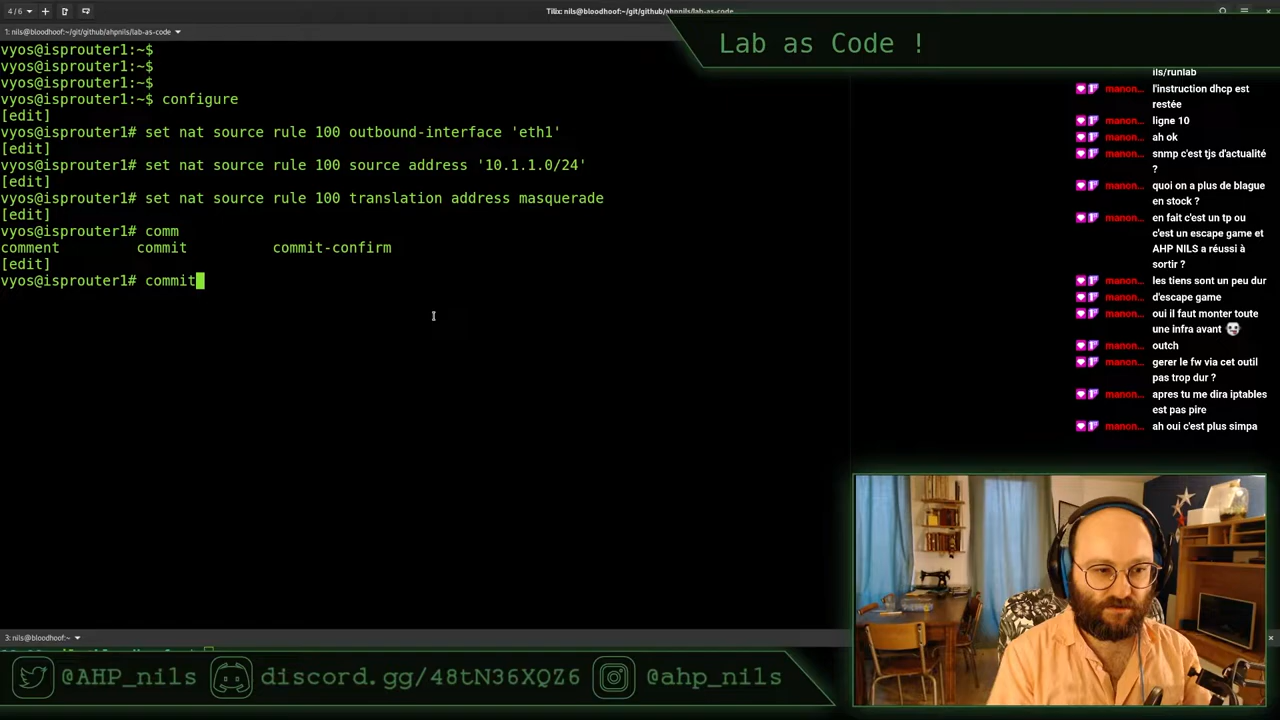 4/6
Tilix: nils@bloodhoof:~/git/github/ahpnils/lab-as-code
1: nils@bloodhoof:~/git/github/ahpnils/lab-as-code
Lab as Code !
vyos@isprouter1:~$
vyos@isprouter1:~$
vyos@isprouter1:~$
vyos@isprouter1:~$ configure
[edit]
vyos@isprouter1# set nat source rule 100 outbound-interface 'eth1'
[edit]
vyos@isprouter1# set nat source rule 100 source address '10.1.1.0/24'
[edit]
vyos@isprouter1# set nat source rule 100 translation address masquerade
[edit]
vyos@isprouter1# comm
comment commit commit-confirm
[edit]
vyos@isprouter1# commit
ils/runlab
manon... l'instruction dhcp est
restée
manon... ligne 10
manon... ah ok
manon... snmp c'est tjs d'actualité
?
manon... quoi on a plus de blague
en stock ?
manon... en fait c'est un tp ou
c'est un escape game et
AHP NILS a réussi à
sortir ?
manon... les tiens sont un peu dur
manon... d'escape game
manon... oui il faut monter toute
une infra avant
manon... outch
manon... gerer le fw via cet outil
pas trop dur ?
manon... apres tu me dira iptables
est pas pire
manon... ah oui c'est plus simpa
3: nils@bloodhoof:~
@AHP_nils
discord.gg/48tN36XQZ6
@ahp_nils